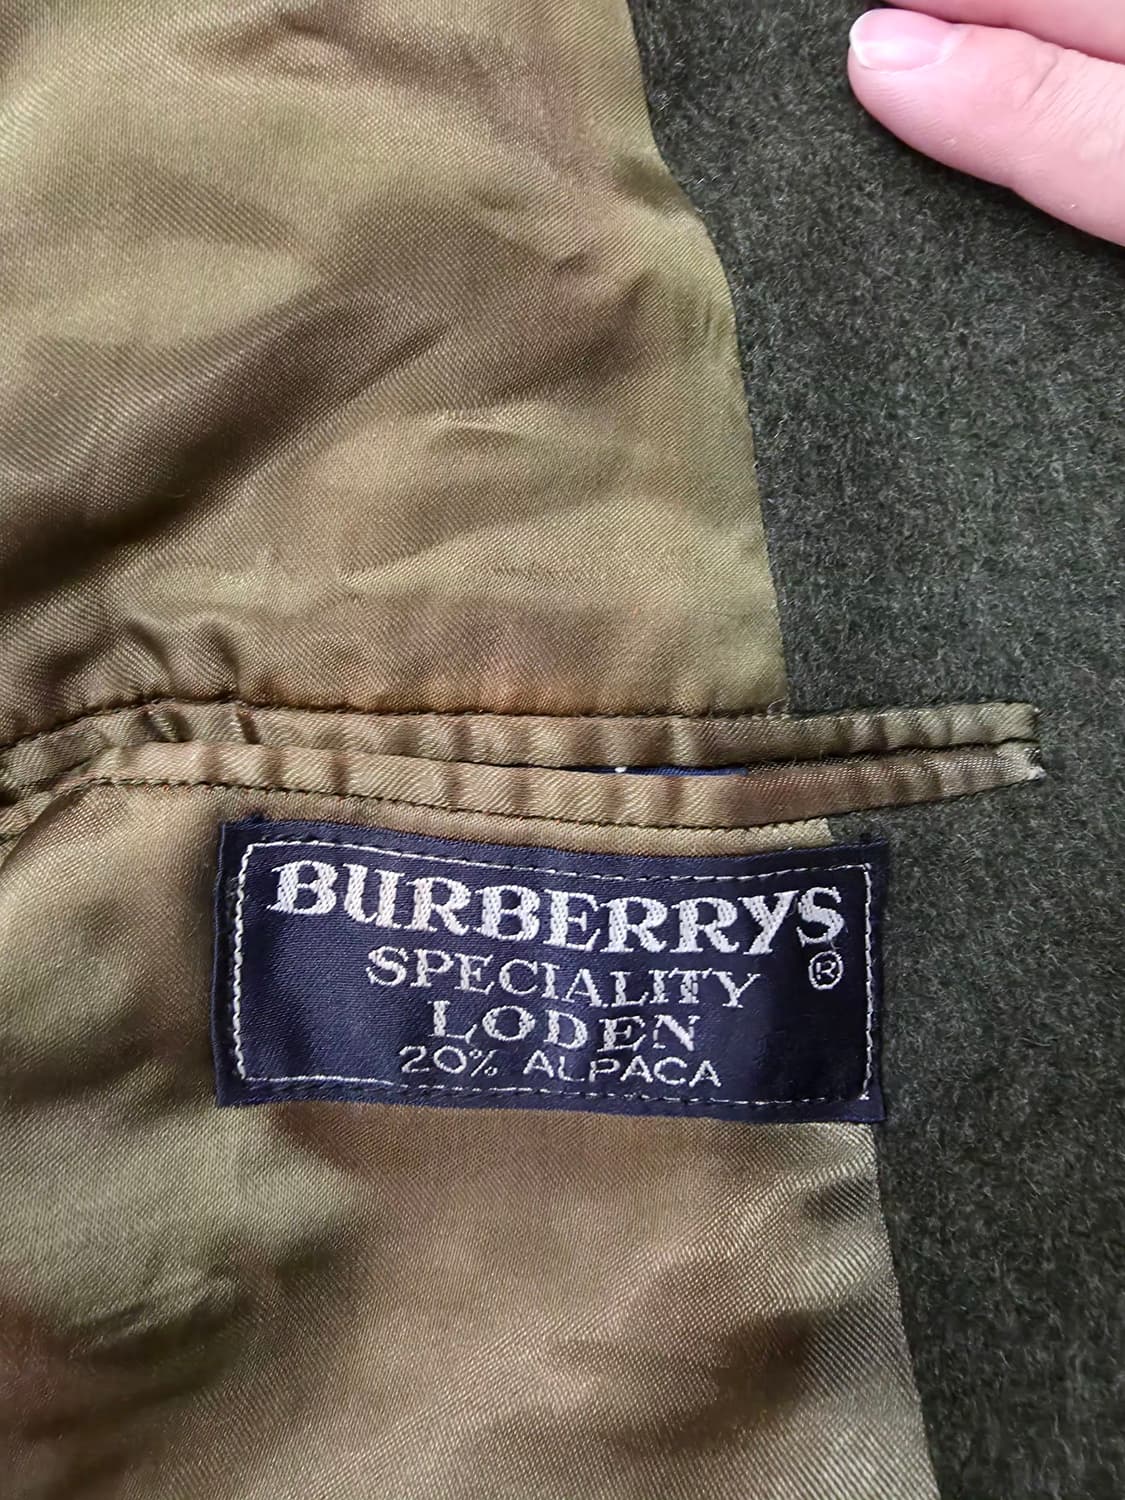 BURBERRYS
®
SPECIALITY
LODEN
20% ALPACA